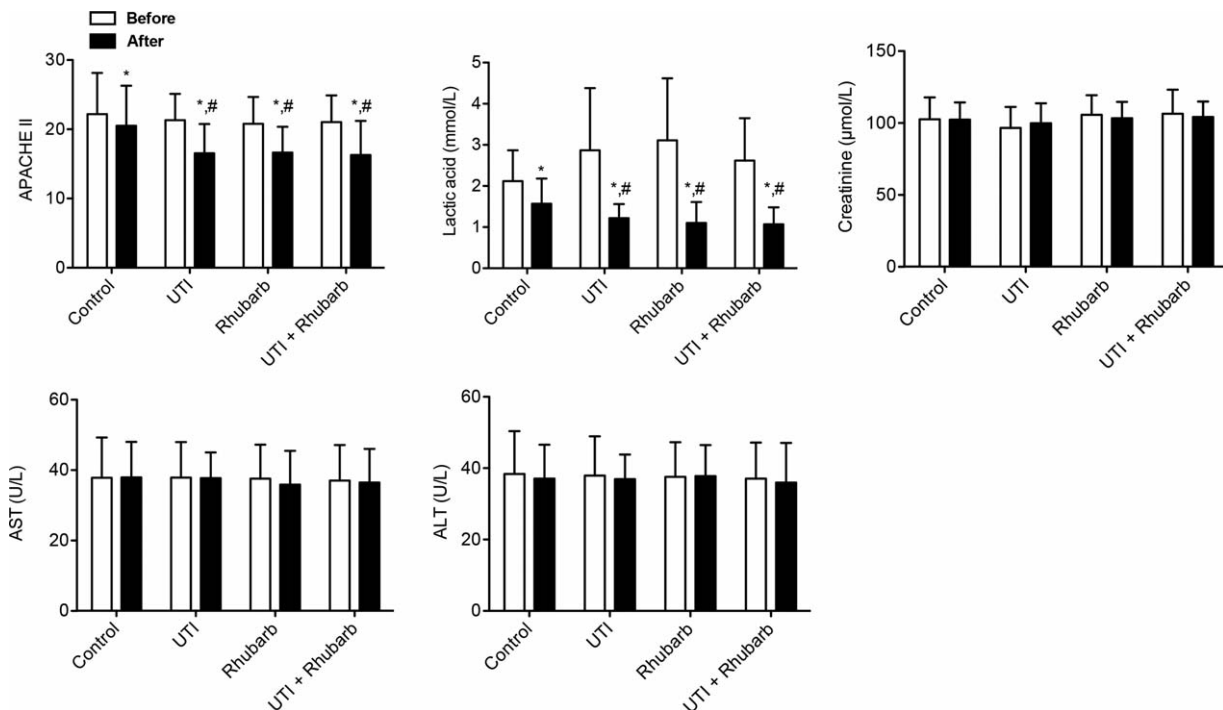 Before
After
APACHE II
30
20
10
0
*
*,#
*,#
*,#
Control
UTI
Rhubarb
UTI + Rhubarb
Lactic acid (mmol/L)
5
4
3
2
1
0
*
*,#
*,#
*,#
Control
UTI
Rhubarb
UTI + Rhubarb
Creatinine (µmol/L)
150
100
50
0
Control
UTI
Rhubarb
UTI + Rhubarb
AST (U/L)
60
40
20
0
Control
UTI
Rhubarb
UTI + Rhubarb
ALT (U/L)
60
40
20
0
Control
UTI
Rhubarb
UTI + Rhubarb